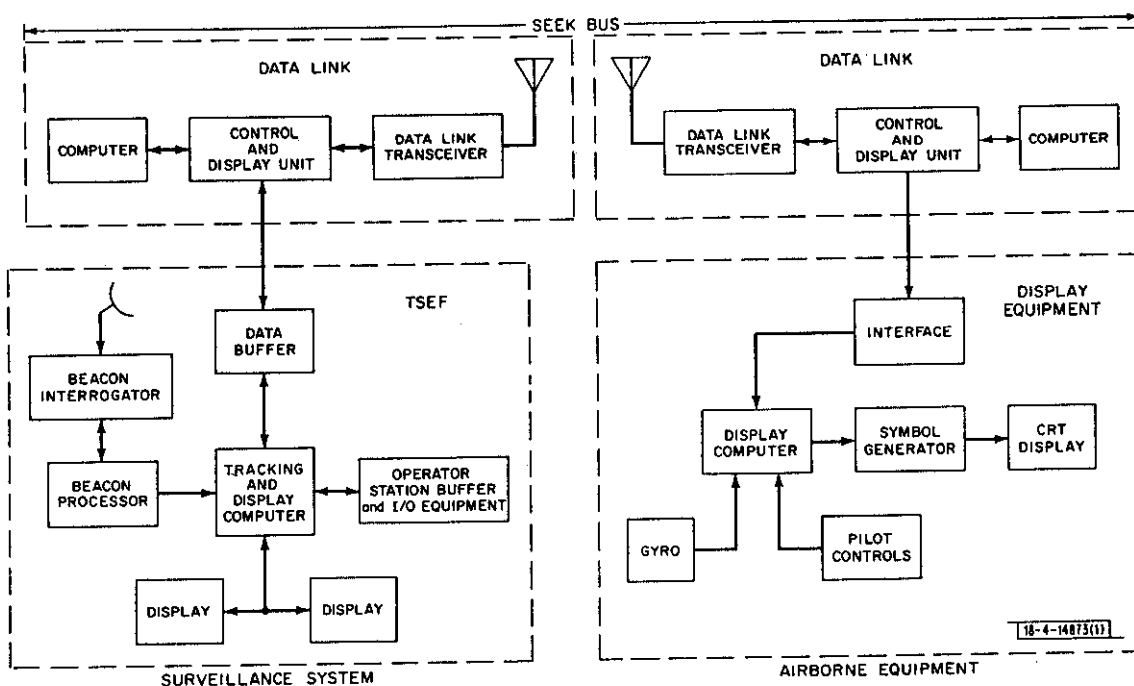 SEEK BUS
DATA LINK
COMPUTER
CONTROL
AND
DISPLAY UNIT
DATA LINK
TRANSCEIVER
DATA LINK
DATA LINK
TRANSCEIVER
CONTROL
AND
DISPLAY UNIT
COMPUTER
TSEF
DATA
BUFFER
BEACON
INTERROGATOR
BEACON
PROCESSOR
TRACKING
AND
DISPLAY
COMPUTER
OPERATOR
STATION BUFFER
and I/O EQUIPMENT
DISPLAY
DISPLAY
SURVEILLANCE SYSTEM
DISPLAY
EQUIPMENT
INTERFACE
DISPLAY
COMPUTER
SYMBOL
GENERATOR
CRT
DISPLAY
GYRO
PILOT
CONTROLS
18-4-14873(1)
AIRBORNE EQUIPMENT